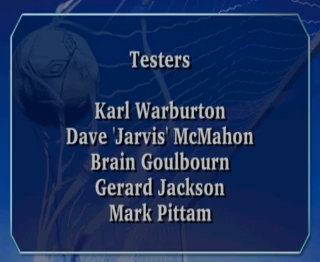 Testers
Karl Warburton
Dave 'Jarvis' McMahon
Brain Goulbourn
Gerard Jackson
Mark Pittam